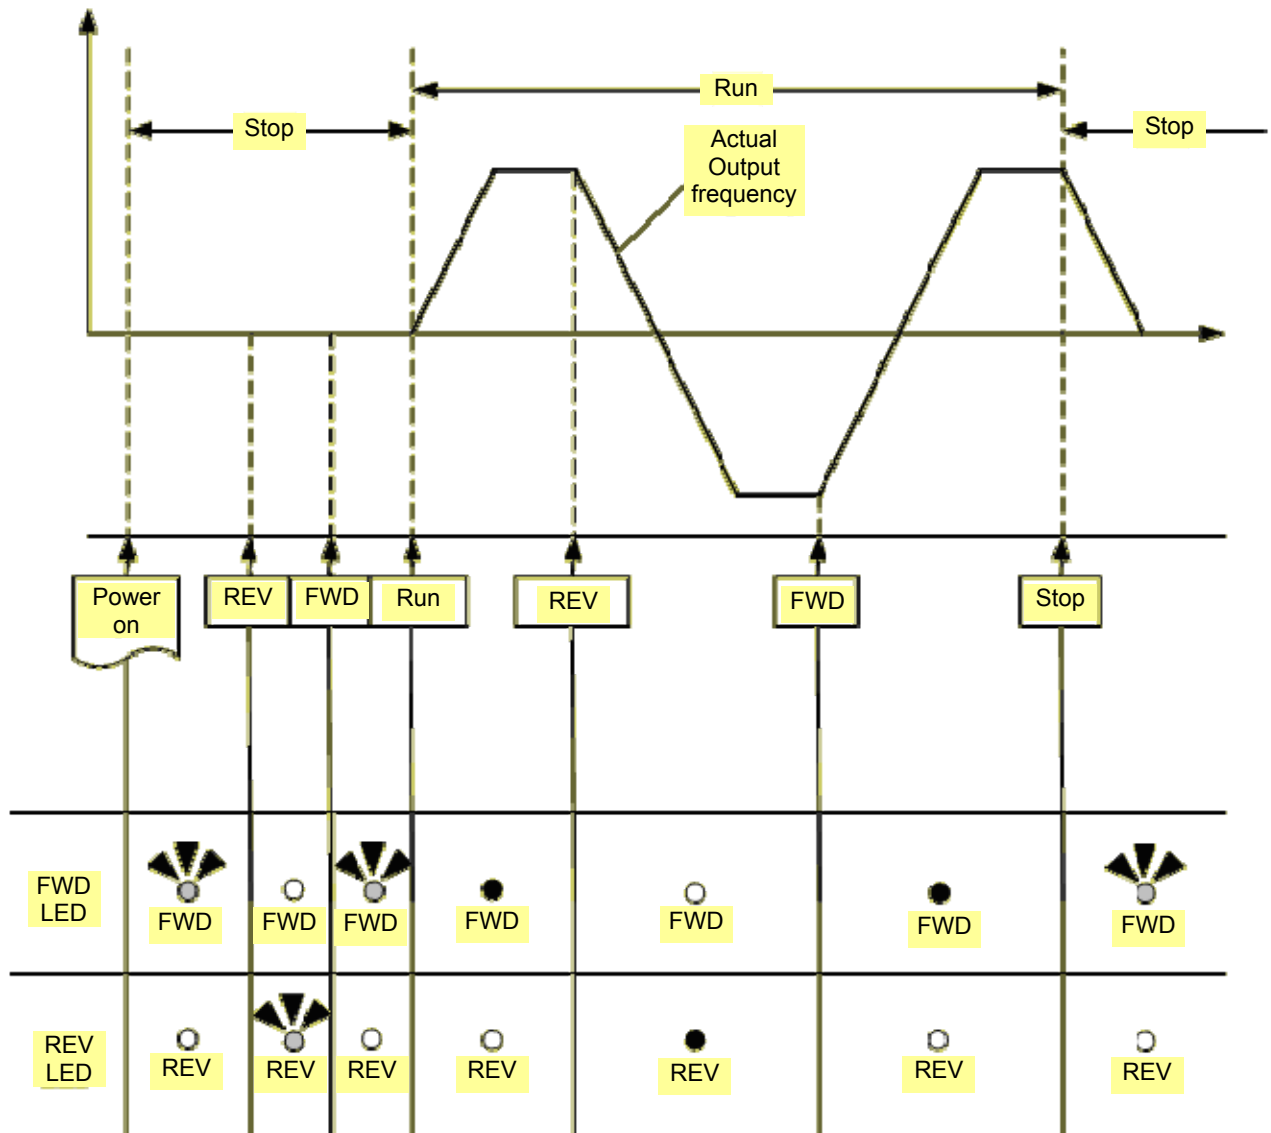 Run
Stop
Stop
Actual
Output
frequency
Power
on
REV
FWD
Run
REV
FWD
Stop
FWD
LED
FWD
FWD
FWD
FWD
FWD
FWD
FWD
REV
LED
REV
REV
REV
REV
REV
REV
REV